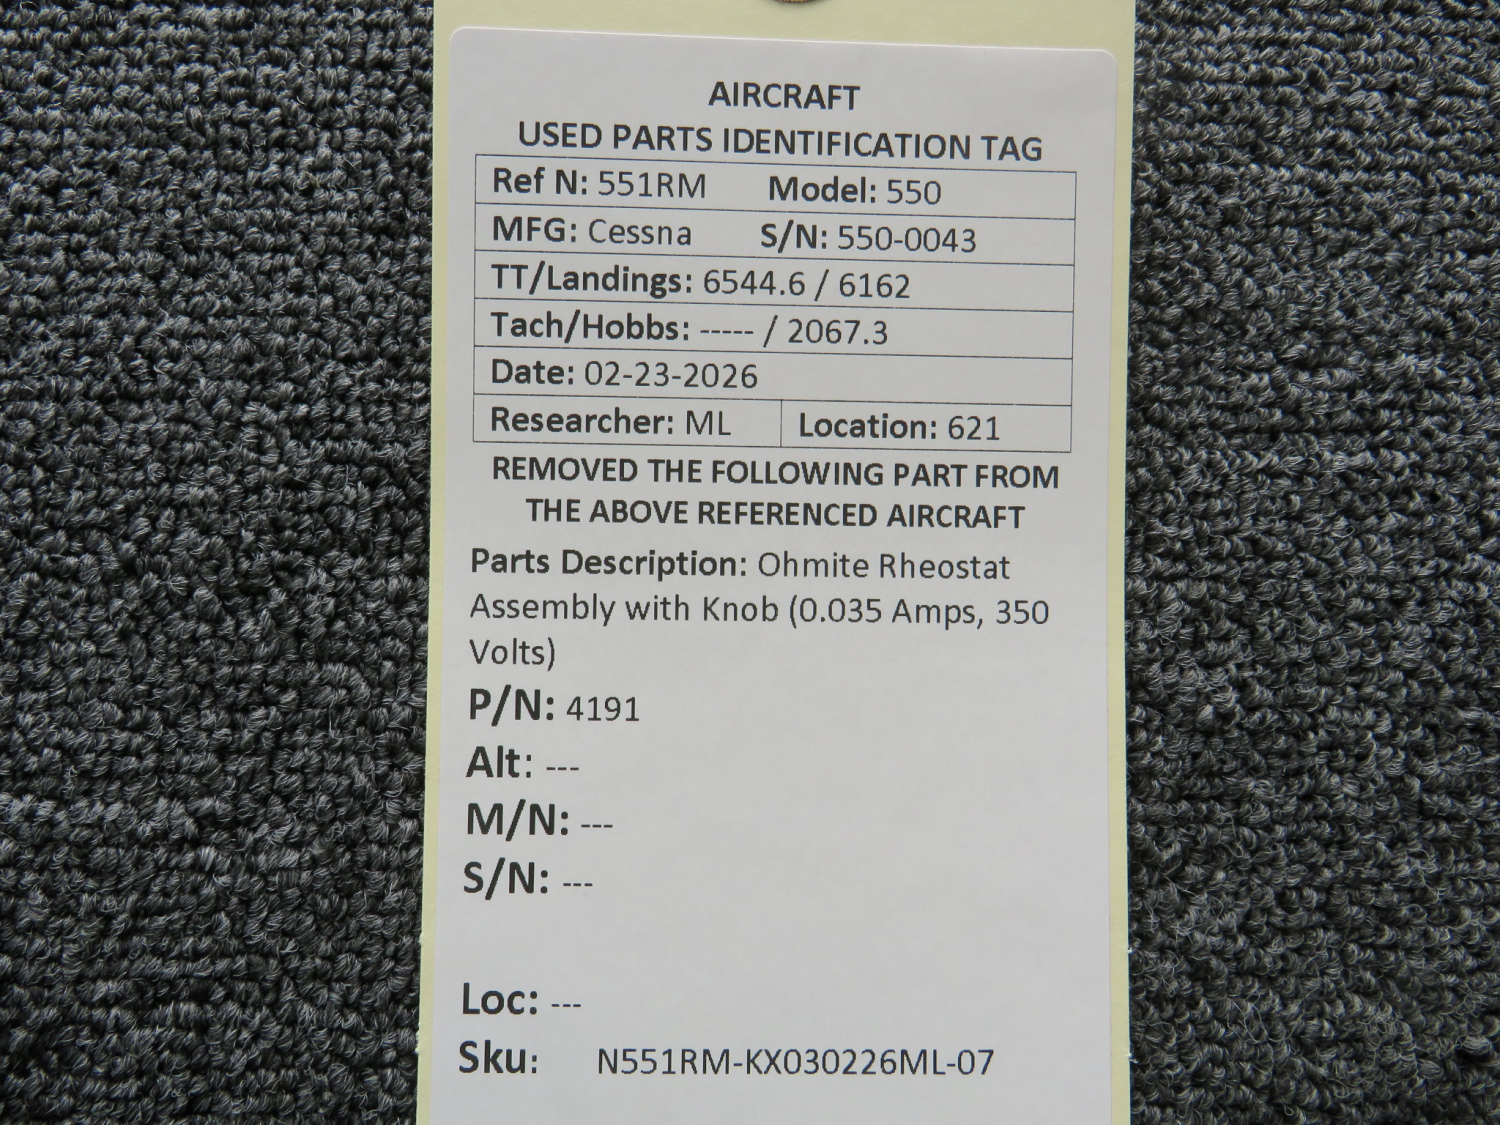 AIRCRAFT
USED PARTS IDENTIFICATION TAG
Ref N: 551RM Model: 550
MFG: Cessna S/N: 550-0043
TT/Landings: 6544.6 / 6162
Tach/Hobbs: ----- / 2067.3
Date: 02-23-2026
Researcher: ML Location: 621
REMOVED THE FOLLOWING PART FROM
THE ABOVE REFERENCED AIRCRAFT
Parts Description: Ohmite Rheostat
Assembly with Knob (0.035 Amps, 350
Volts)
P/N: 4191
Alt: ---
M/N: ---
S/N: ---
Loc: ---
Sku: N551RM-KX030226ML-07